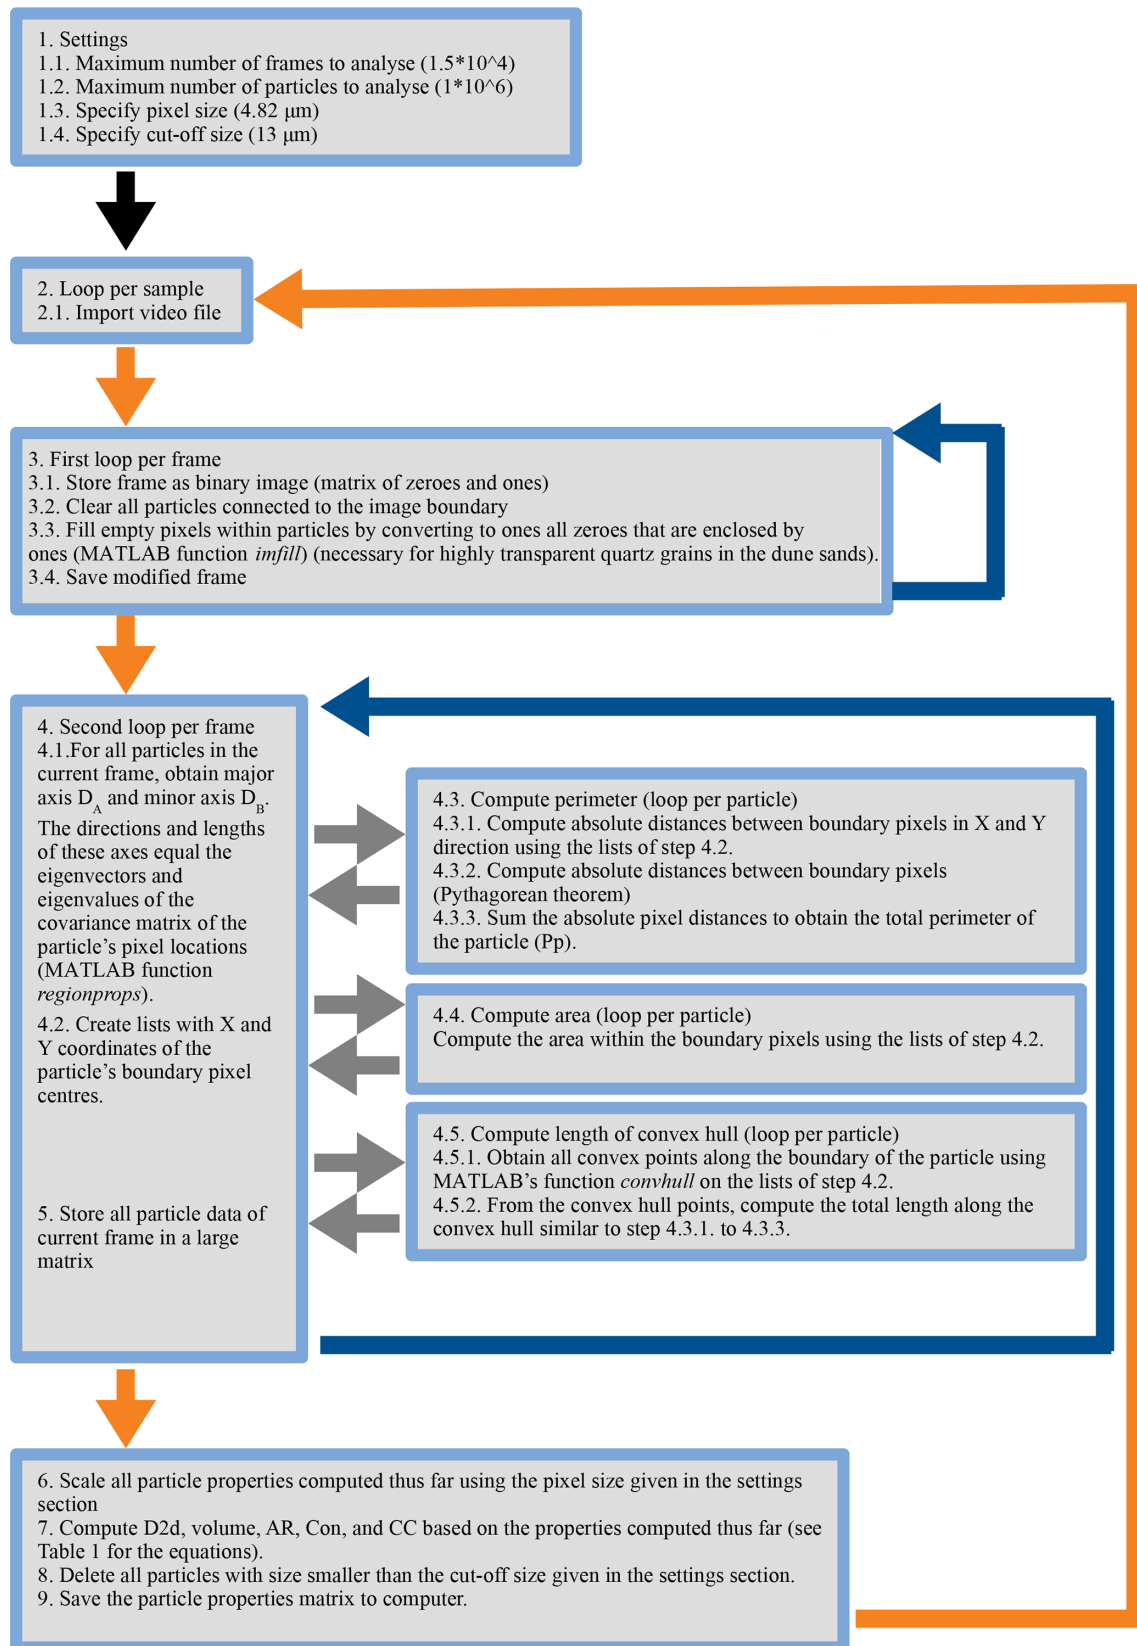 1. Settings
1.1. Maximum number of frames to analyse (1.5*10^4)
1.2. Maximum number of particles to analyse (1*10^6)
1.3. Specify pixel size (4.82 μm)
1.4. Specify cut-off size (13 μm)
2. Loop per sample
2.1. Import video file
3. First loop per frame
3.1. Store frame as binary image (matrix of zeroes and ones)
3.2. Clear all particles connected to the image boundary
3.3. Fill empty pixels within particles by converting to ones all zeroes that are enclosed by
ones (MATLAB function imfill) (necessary for highly transparent quartz grains in the dune sands).
3.4. Save modified frame
4. Second loop per frame
4.1.For all particles in the
current frame, obtain major
axis D_A and minor axis D_B.
The directions and lengths
of these axes equal the
eigenvectors and
eigenvalues of the
covariance matrix of the
particle's pixel locations
(MATLAB function
regionprops).
4.2. Create lists with X and
Y coordinates of the
particle's boundary pixel
centres.
4.3. Compute perimeter (loop per particle)
4.3.1. Compute absolute distances between boundary pixels in X and Y
direction using the lists of step 4.2.
4.3.2. Compute absolute distances between boundary pixels
(Pythagorean theorem)
4.3.3. Sum the absolute pixel distances to obtain the total perimeter of
the particle (Pp).
4.4. Compute area (loop per particle)
Compute the area within the boundary pixels using the lists of step 4.2.
4.5. Compute length of convex hull (loop per particle)
4.5.1. Obtain all convex points along the boundary of the particle using
MATLAB's function convhull on the lists of step 4.2.
4.5.2. From the convex hull points, compute the total length along the
convex hull similar to step 4.3.1. to 4.3.3.
5. Store all particle data of
current frame in a large
matrix
6. Scale all particle properties computed thus far using the pixel size given in the settings
section
7. Compute D2d, volume, AR, Con, and CC based on the properties computed thus far (see
Table 1 for the equations).
8. Delete all particles with size smaller than the cut-off size given in the settings section.
9. Save the particle properties matrix to computer.